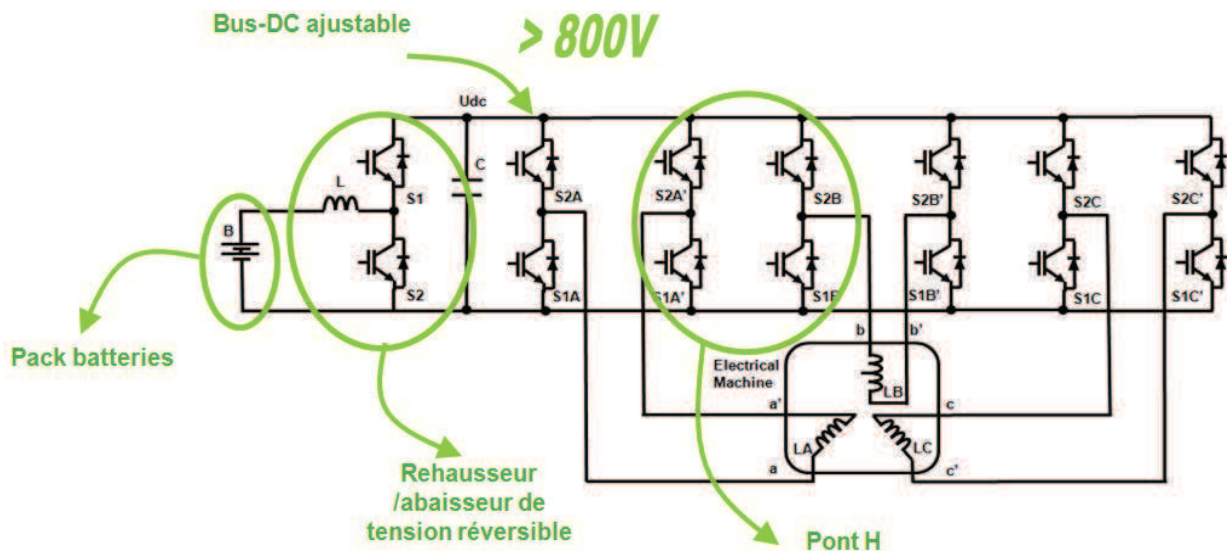 Bus-DC ajustable
> 800V
Udc
S1
C
S2A
S2A'
S2B
S2B'
S2C
S2C'
L
B
S2
S1A
S1A'
S1B
S1B'
S1C
S1C'
Pack batteries
b
b'
Electrical
Machine
LB
a'
c
LA
LC
a
c'
Rehausseur
/abaisseur de
tension réversible
Pont H